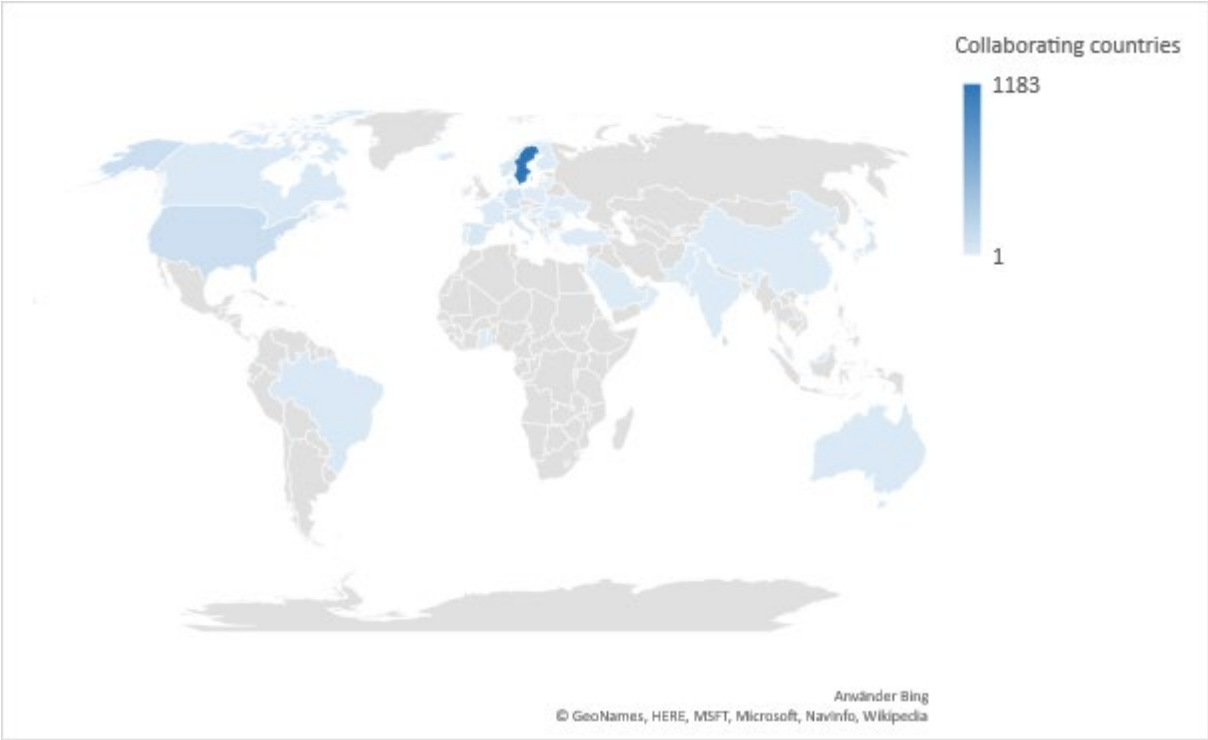 Collaborating countries
1183
1
Använder Bing
© GeoNames, HERE, MSFT, Microsoft, NavInfo, Wikipedia